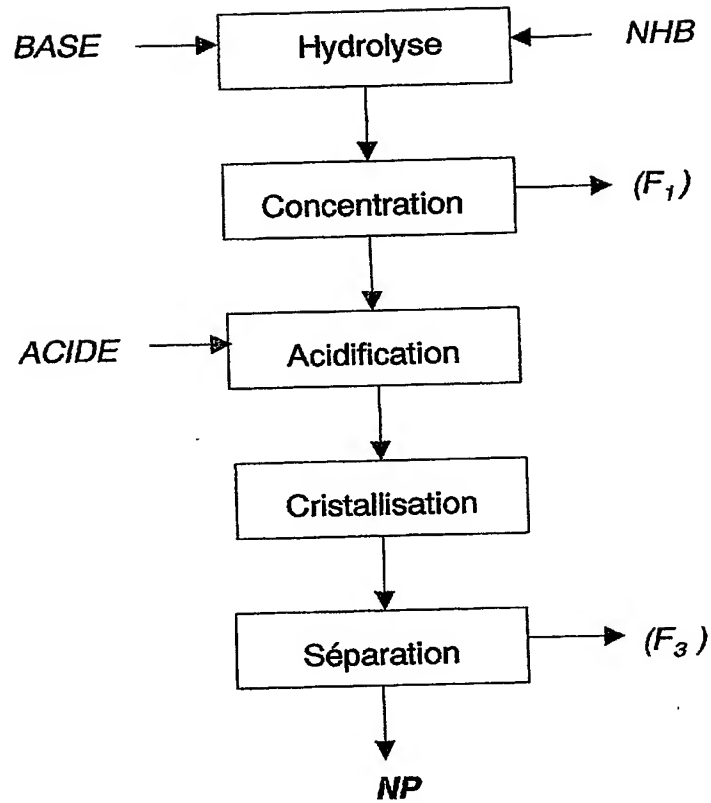 BASE
Hydrolyse
NHB
Concentration
(F1)
ACIDE
Acidification
Cristallisation
Séparation
(F3)
NP